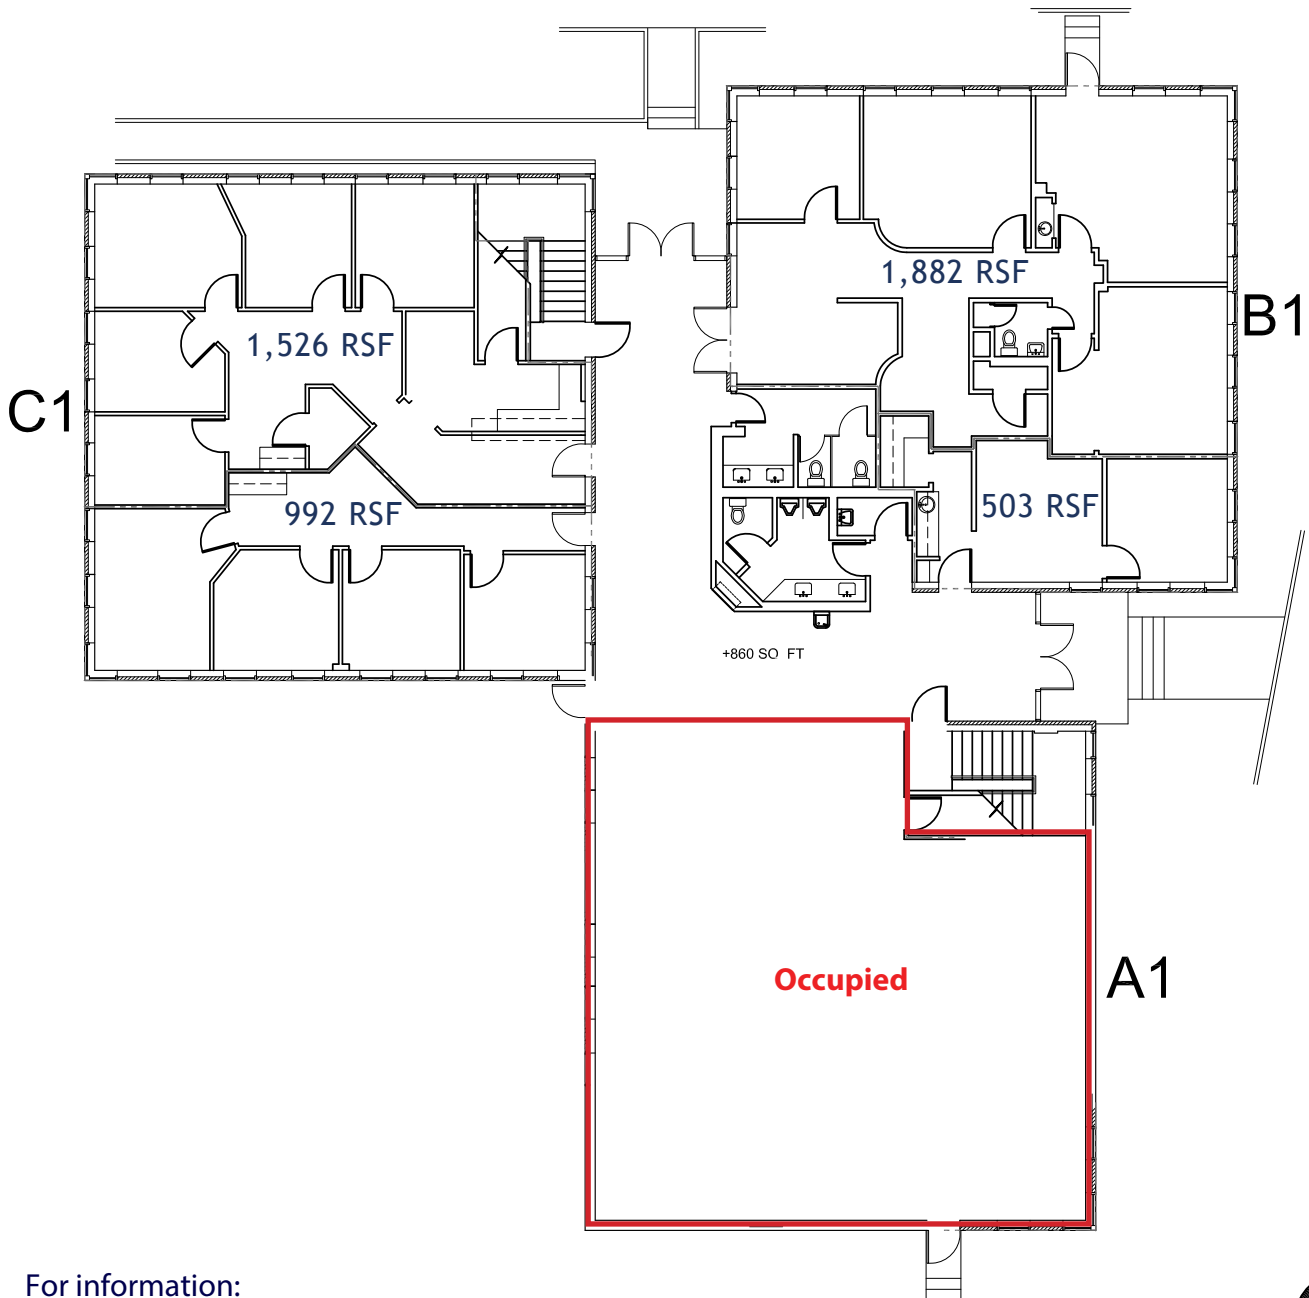 1,882 RSF
B1
1,526 RSF
C1
503 RSF
992 RSF
+860 SQ FT
Occupied
A1
For information: